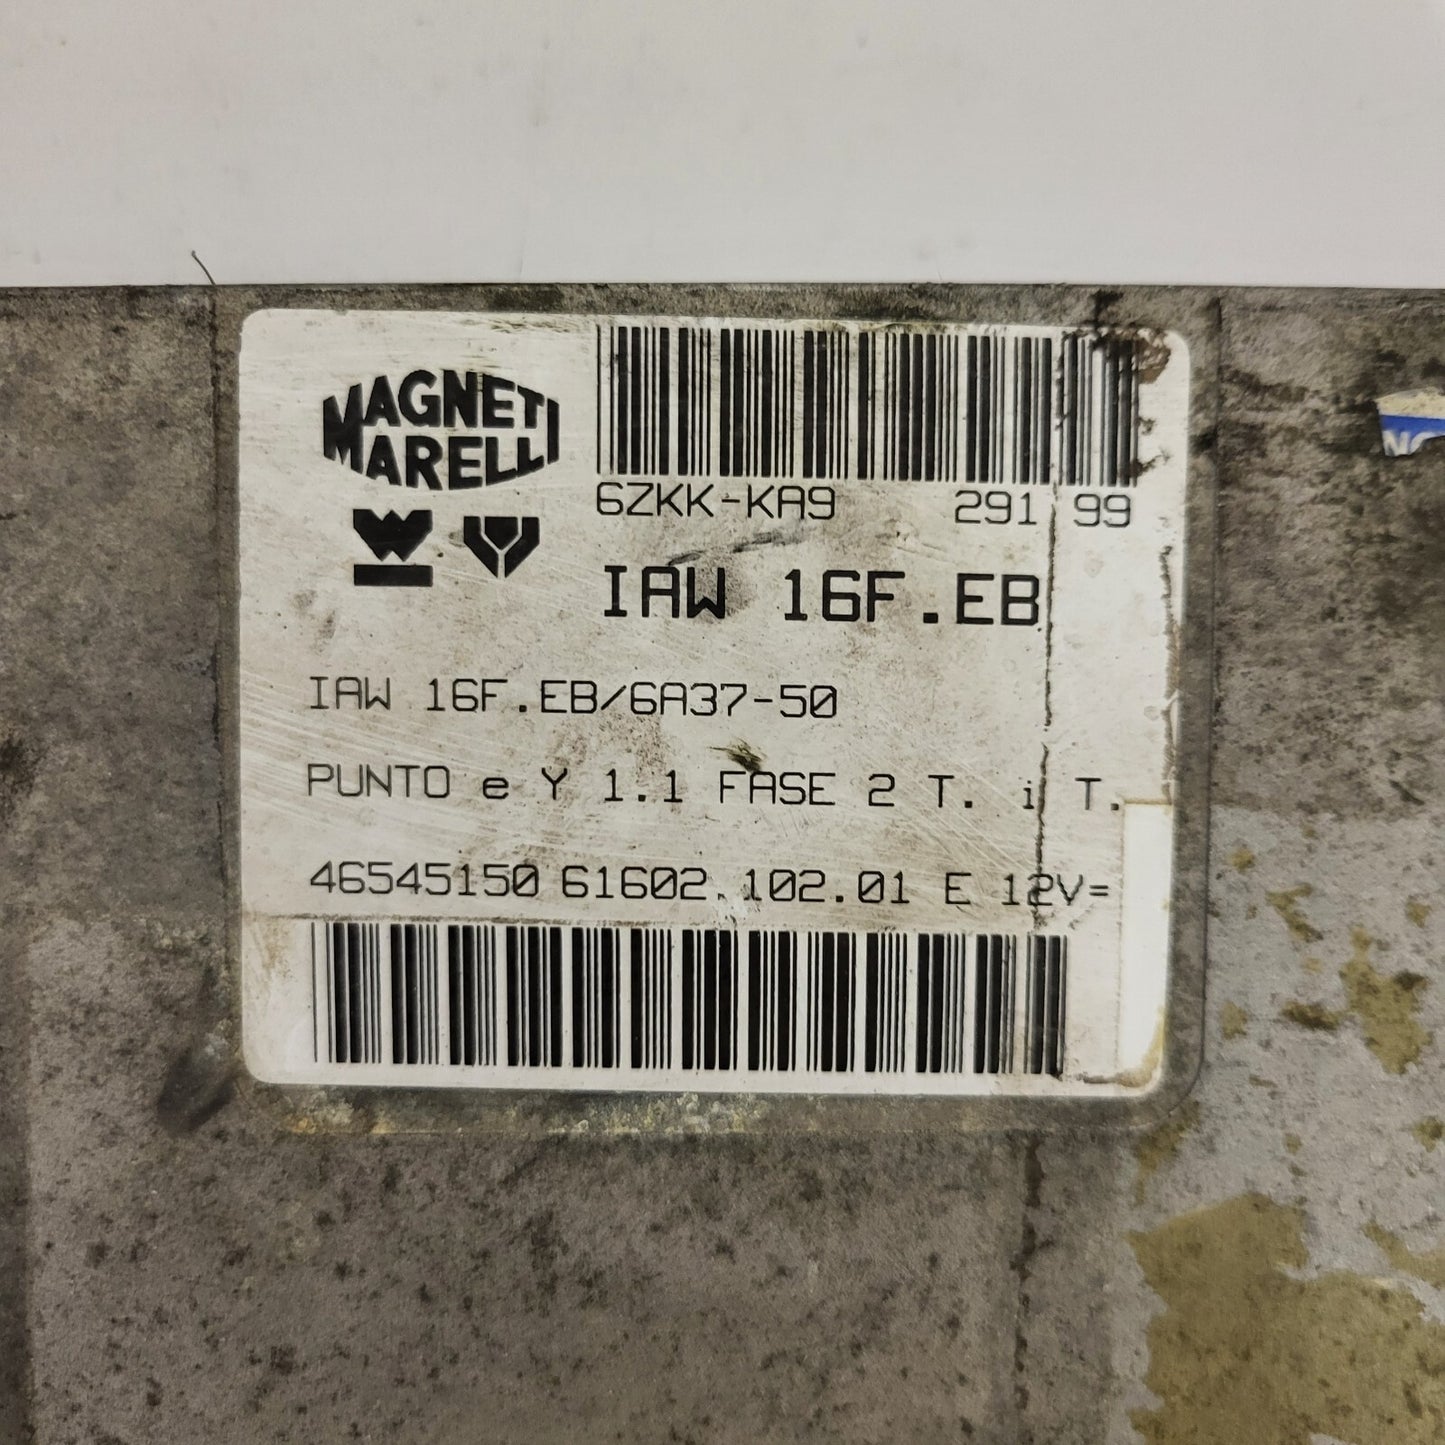 MAGNETI
MARELLI
6ZKK-KA9 291 99
IAW 16F.EB
IAW 16F.EB/6A37-50
PUNTO e Y 1.1 FASE 2 T. i T.
46545150 61602.102.01 E 12V=